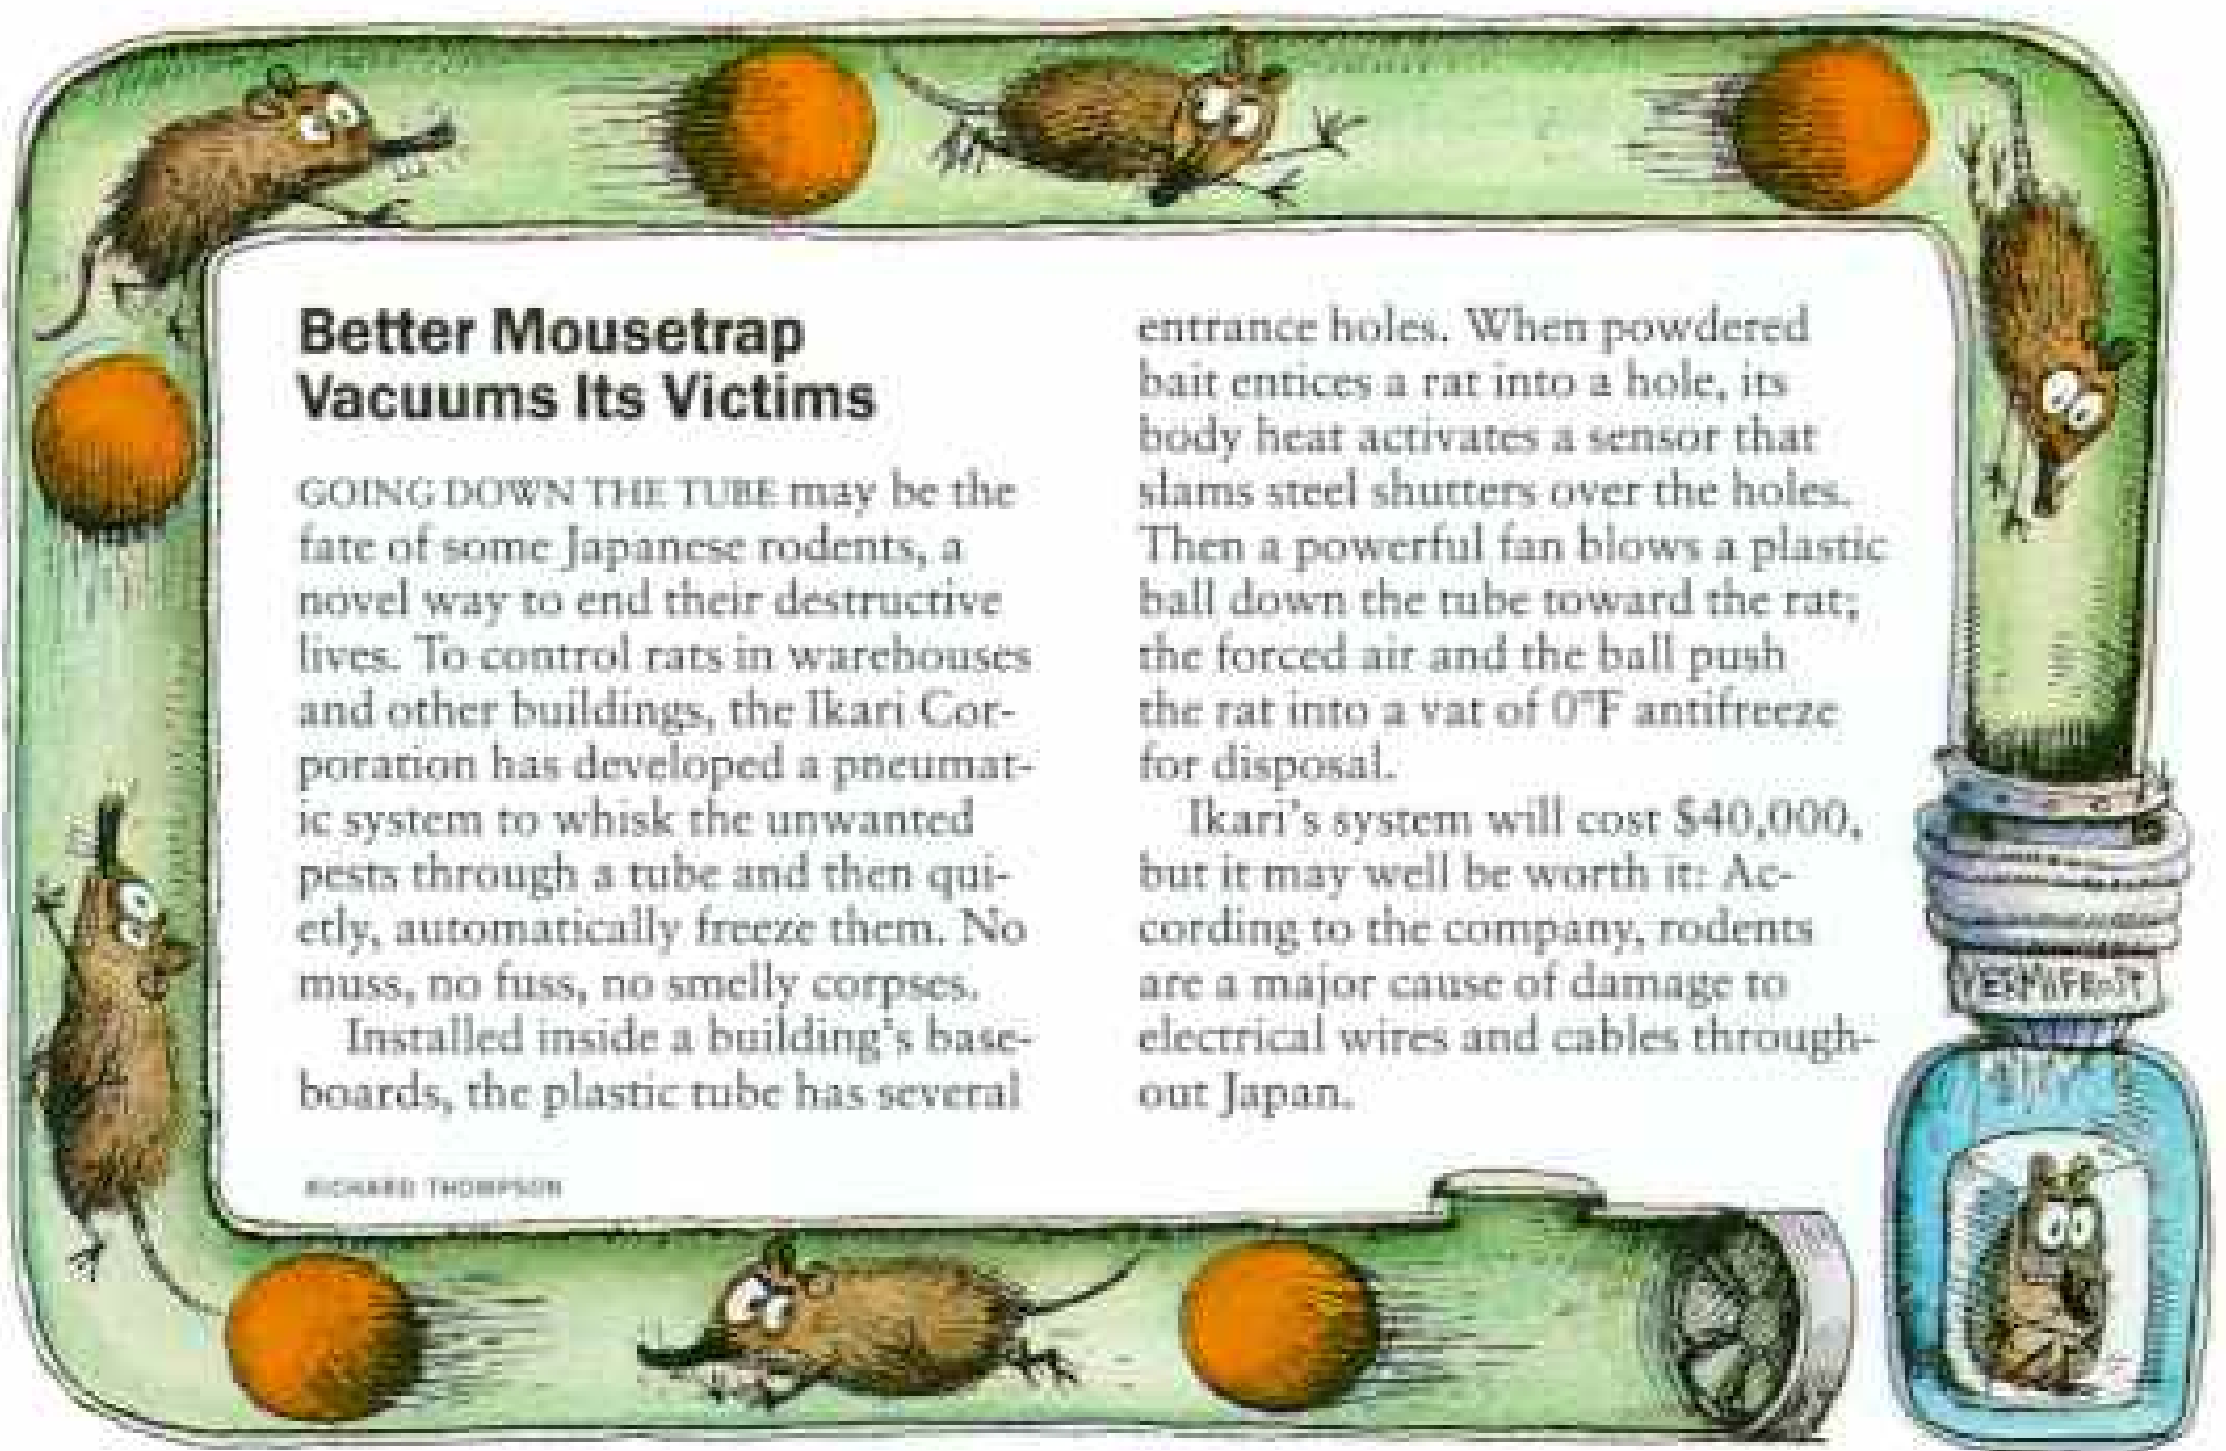 Better Mousetrap
Vacuums Its Victims
GOING DOWN THE TUBE may be the
fate of some Japanese rodents, a
novel way to end their destructive
lives. To control rats in warehouses
and other buildings, the Ikari Cor-
poration has developed a pneumat-
ic system to whisk the unwanted
pests through a tube and then qui-
etly, automatically freeze them. No
muss, no fuss, no smelly corpses.
Installed inside a building's base-
boards, the plastic tube has several
RICHARD THOMPSON
entrance holes. When powdered
bait entices a rat into a hole, its
body heat activates a sensor that
slams steel shutters over the holes.
Then a powerful fan blows a plastic
ball down the tube toward the rat;
the forced air and the ball push
the rat into a vat of 0°F antifreeze
for disposal.
Ikari's system will cost $40,000,
but it may well be worth it: Ac-
cording to the company, rodents
are a major cause of damage to
electrical wires and cables through-
out Japan.